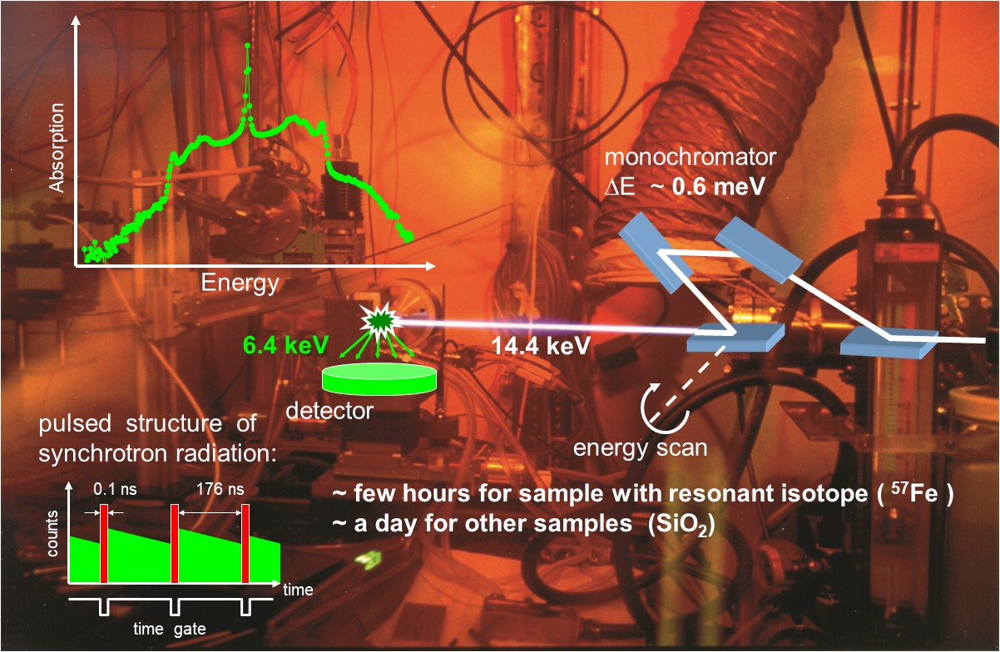 Absorption
Energy
monochromator
ΔE ~ 0.6 meV
6.4 keV
14.4 keV
detector
energy scan
pulsed structure of
synchrotron radiation:
0.1 ns
176 ns
counts
time
time gate
~ few hours for sample with resonant isotope ( ⁵⁷Fe )
~ a day for other samples (SiO₂)